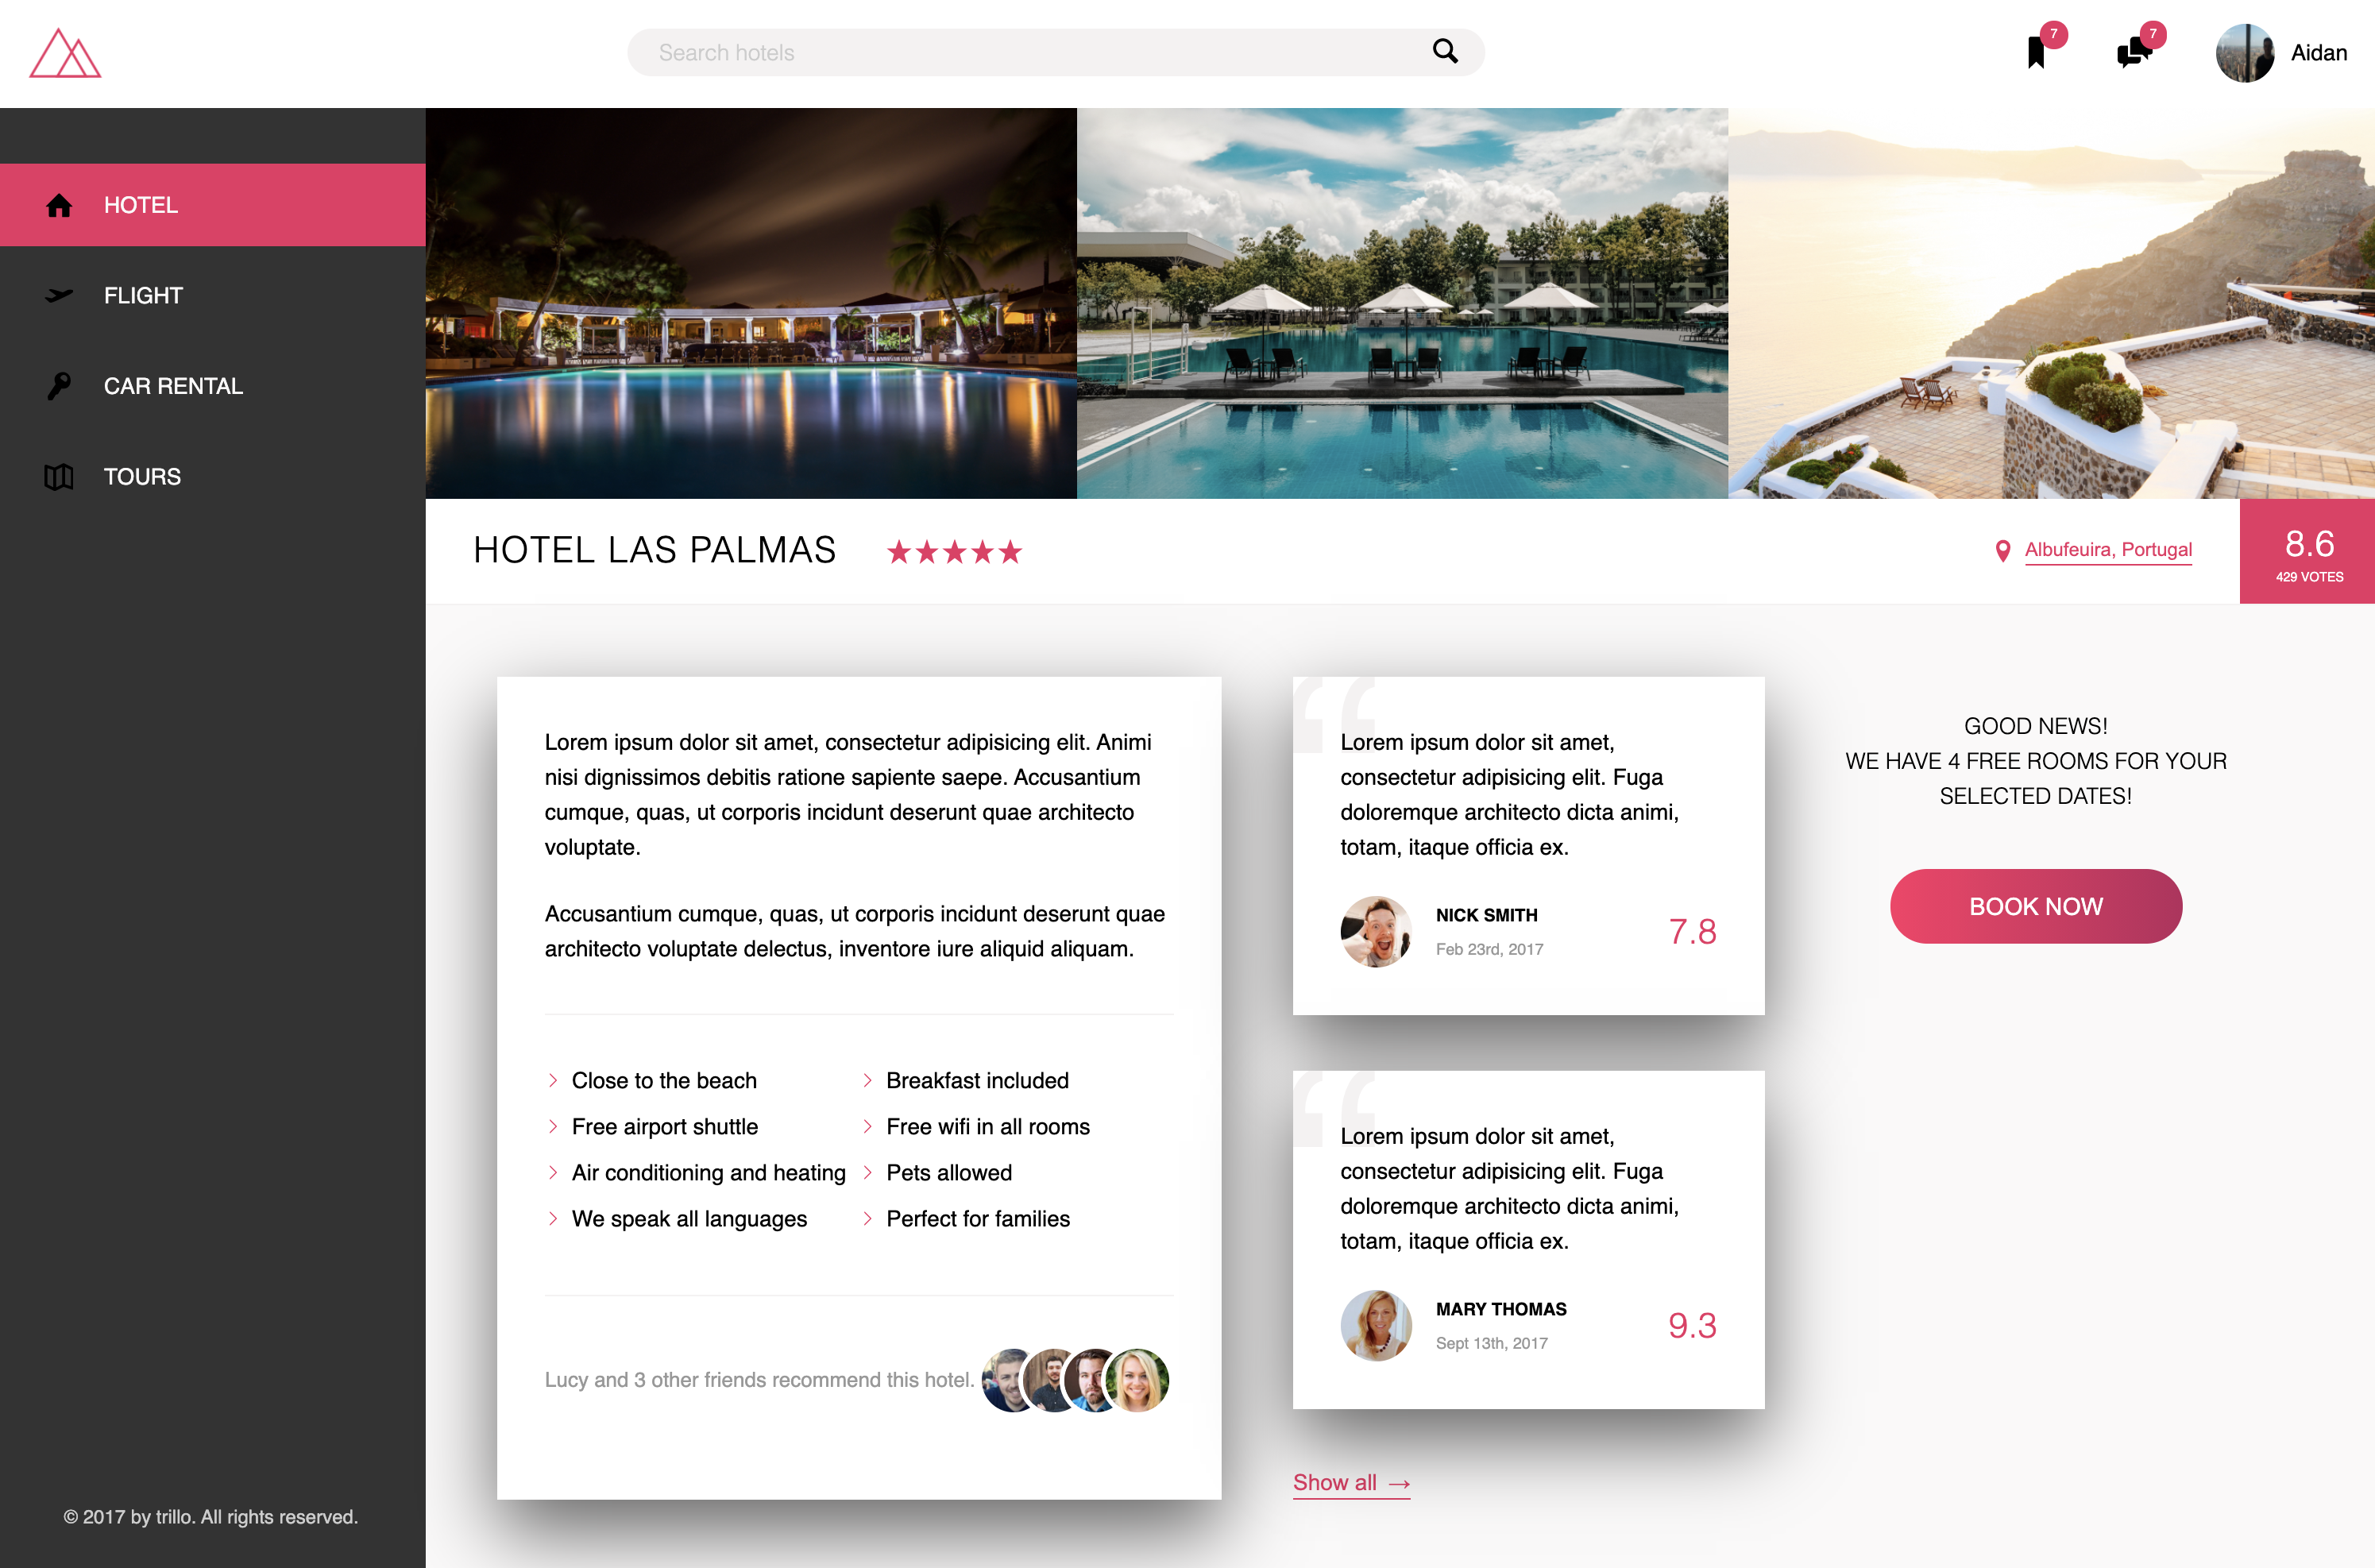 Search hotels
7
7
Aidan
HOTEL
FLIGHT
CAR RENTAL
TOURS
© 2017 by trillo. All rights reserved.
HOTEL LAS PALMAS
Albufeuira, Portugal
8.6
429 VOTES
Lorem ipsum dolor sit amet, consectetur adipisicing elit. Animi
nisi dignissimos debitis ratione sapiente saepe. Accusantium
cumque, quas, ut corporis incidunt deserunt quae architecto
voluptate.
Accusantium cumque, quas, ut corporis incidunt deserunt quae
architecto voluptate delectus, inventore iure aliquid aliquam.
Close to the beach
Breakfast included
Free airport shuttle
Free wifi in all rooms
Air conditioning and heating
Pets allowed
We speak all languages
Perfect for families
Lucy and 3 other friends recommend this hotel.
“
Lorem ipsum dolor sit amet,
consectetur adipisicing elit. Fuga
doloremque architecto dicta animi,
totam, itaque officia ex.
NICK SMITH
Feb 23rd, 2017
7.8
“
Lorem ipsum dolor sit amet,
consectetur adipisicing elit. Fuga
doloremque architecto dicta animi,
totam, itaque officia ex.
MARY THOMAS
Sept 13th, 2017
9.3
Show all →
GOOD NEWS!
WE HAVE 4 FREE ROOMS FOR YOUR
SELECTED DATES!
BOOK NOW